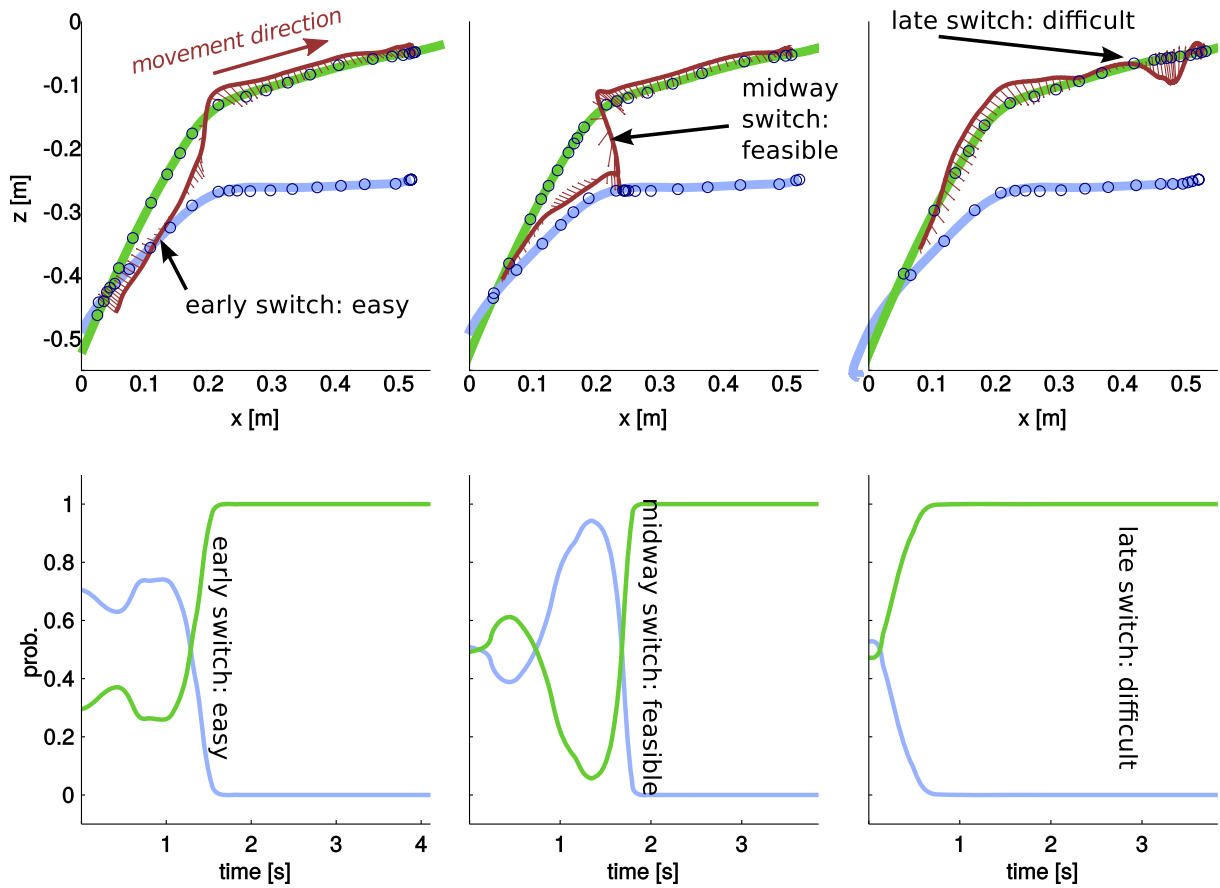 0
-0.1
-0.2
-0.3
-0.4
-0.5
z [m]
movement direction
early switch: easy
0 0.1 0.2 0.3 0.4 0.5
x [m]
midway
switch:
feasible
0 0.1 0.2 0.3 0.4 0.5
x [m]
late switch: difficult
0 0.1 0.2 0.3 0.4 0.5
x [m]
1
0.8
0.6
0.4
0.2
0
prob.
early switch: easy
1 2 3 4
time [s]
midway switch: feasible
1 2 3
time [s]
late switch: difficult
1 2 3
time [s]